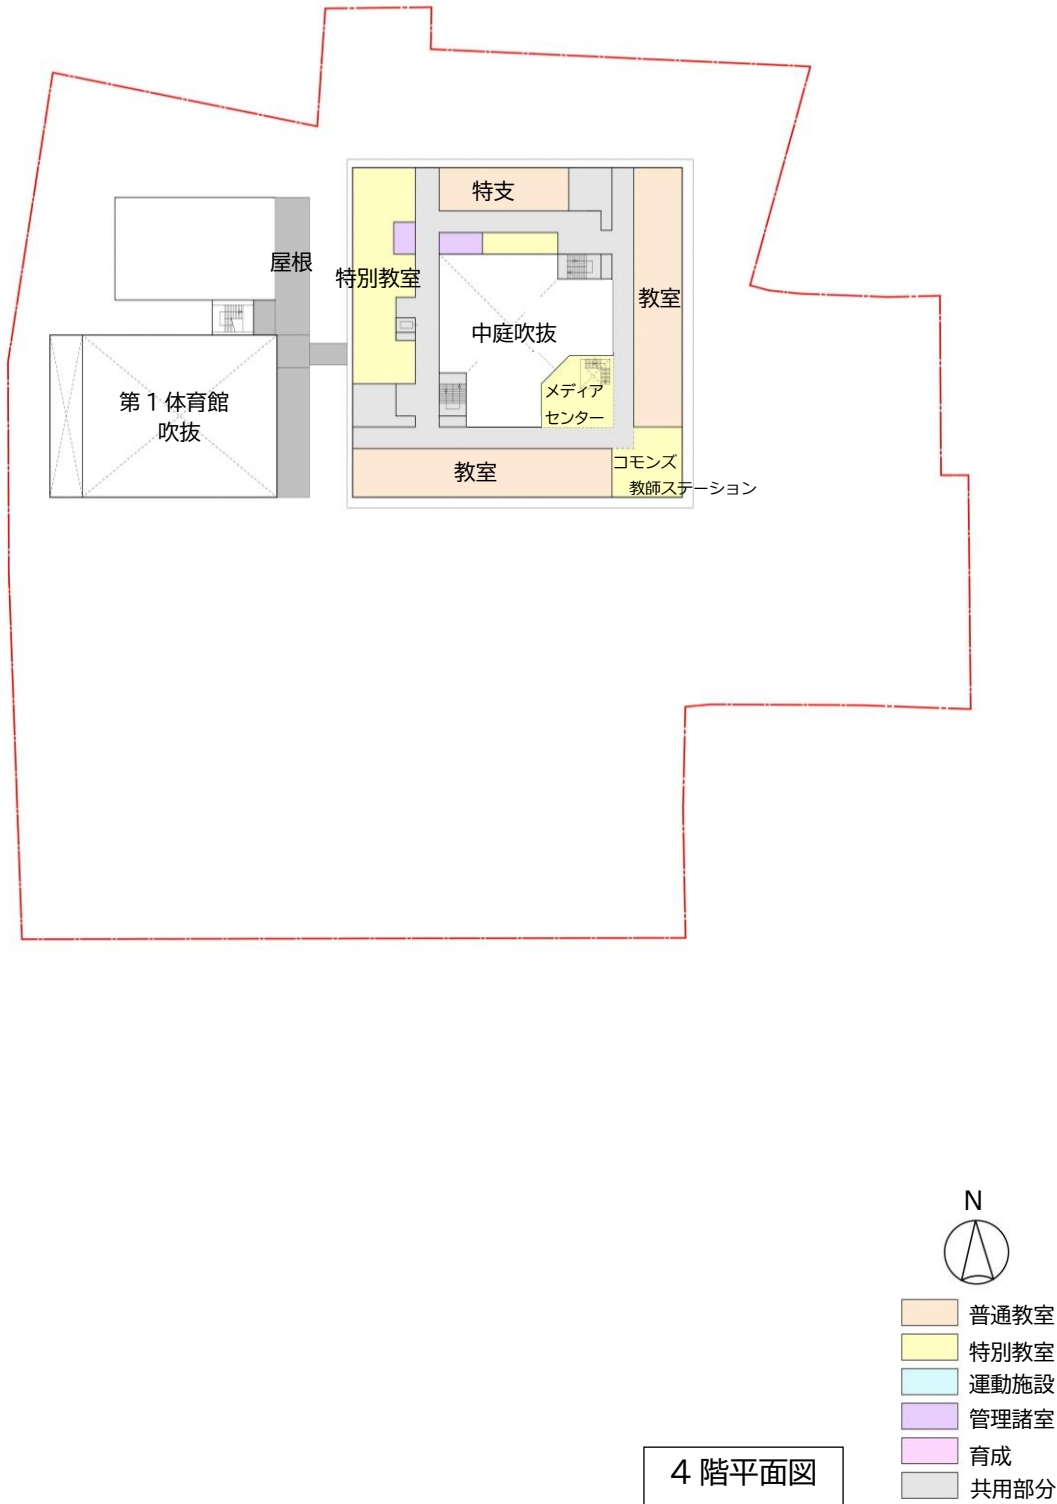 特支
屋根
特別教室
教室
中庭吹抜
第１体育館
吹抜
メディア
センター
教室
コモンズ
教師ステーション
N
普通教室
特別教室
運動施設
管理諸室
育成
共用部分
４階平面図